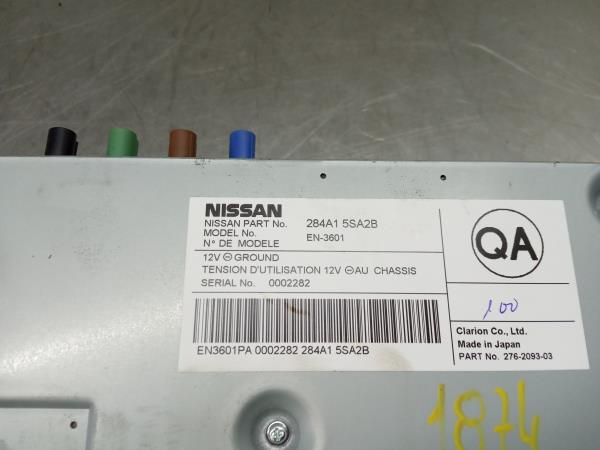 NISSAN
NISSAN PART No. 284A1 5SA2B
MODEL No. EN-3601
N° DE MODELE
12V ⊖ GROUND
TENSION D'UTILISATION 12V ⊖ AU CHASSIS
SERIAL No. 0002282
EN3601PA 0002282 284A1 5SA2B
QA
100
Clarion Co., Ltd.
Made in Japan
PART No. 276-2093-03
1874